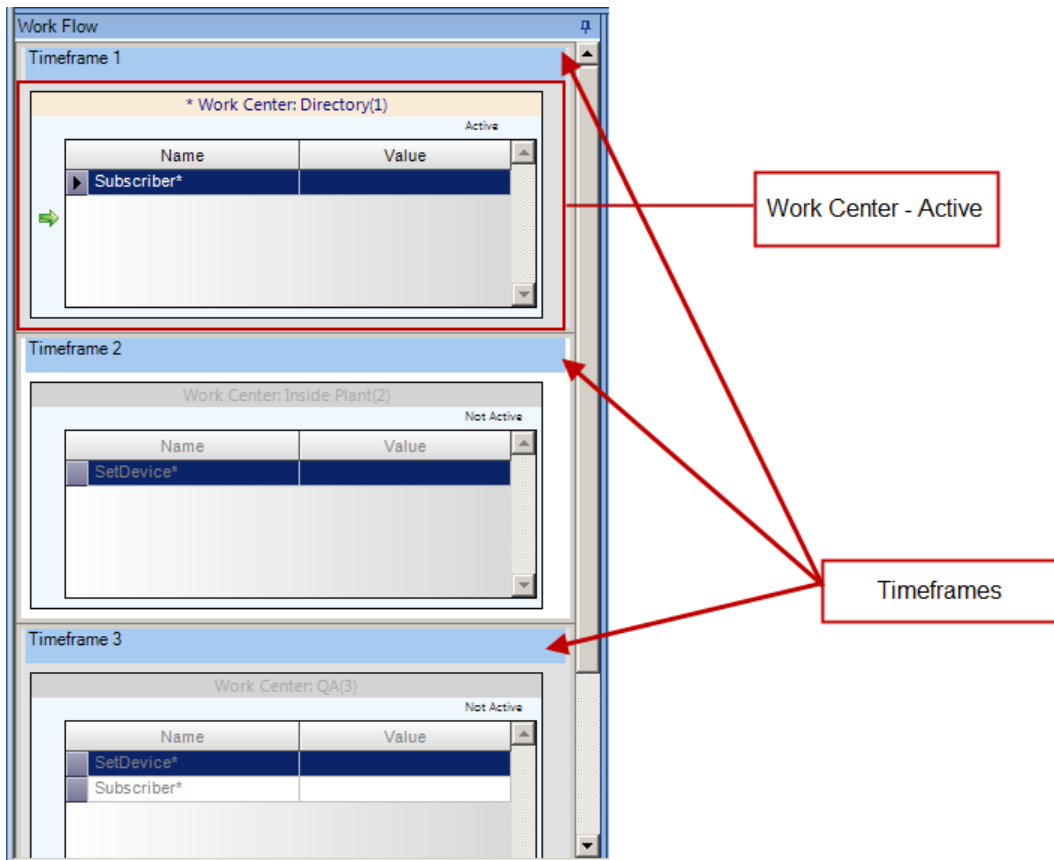 Work Flow
Timeframe 1
* Work Center: Directory(1)
Active
Name Value
Subscriber*
Work Center - Active
Timeframe 2
Work Center: Inside Plant(2)
Not Active
Name Value
SetDevice*
Timeframes
Timeframe 3
Work Center: QA(3)
Not Active
Name Value
SetDevice*
Subscriber*